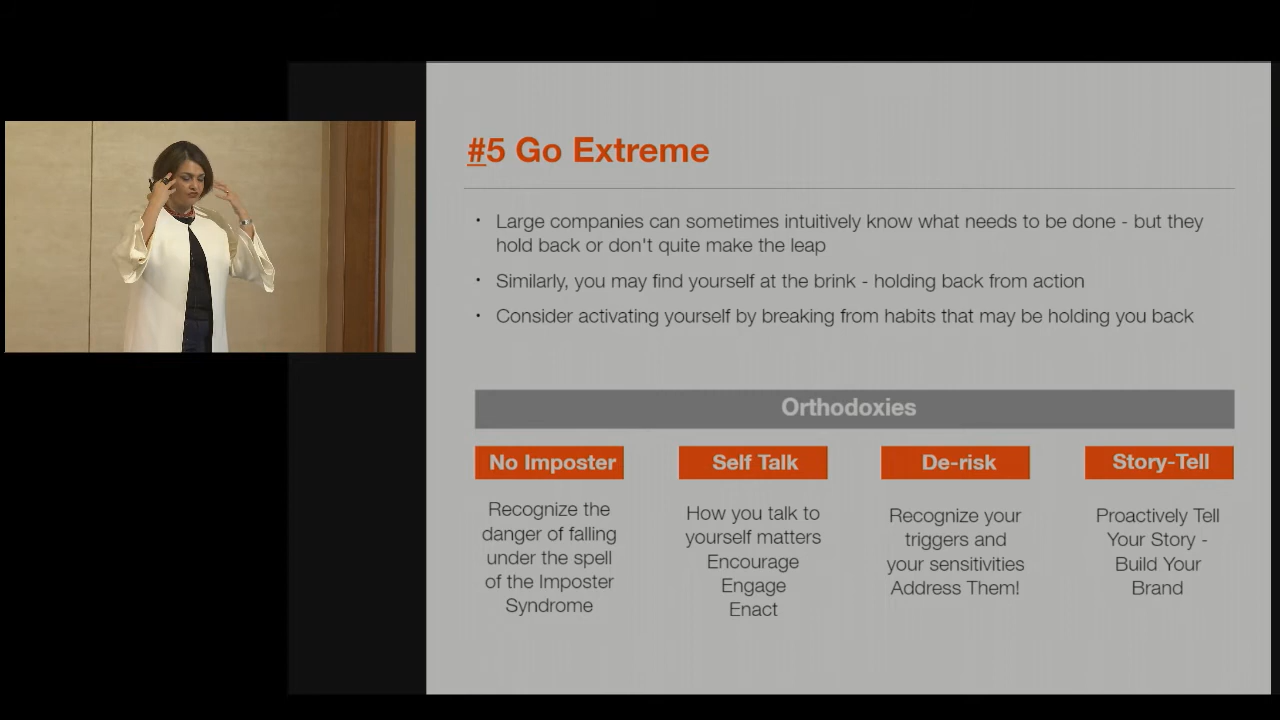 #5 Go Extreme
• Large companies can sometimes intuitively know what needs to be done - but they
hold back or don't quite make the leap
• Similarly, you may find yourself at the brink - holding back from action
• Consider activating yourself by breaking from habits that may be holding you back
Orthodoxies
No Imposter
Recognize the
danger of falling
under the spell
of the Imposter
Syndrome
Self Talk
How you talk to
yourself matters
Encourage
Engage
Enact
De-risk
Recognize your
triggers and
your sensitivities
Address Them!
Story-Tell
Proactively Tell
Your Story -
Build Your
Brand